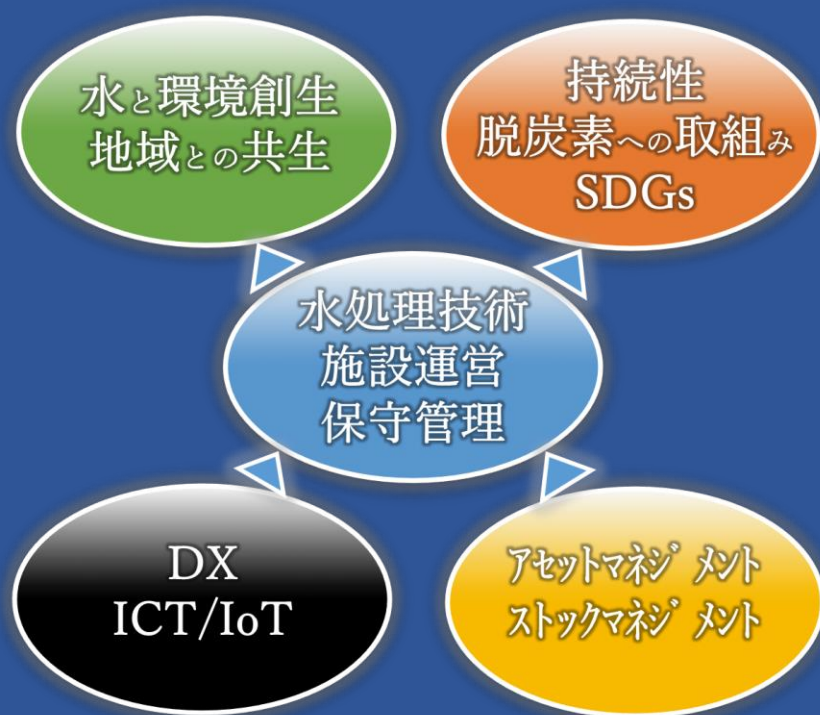 水と環境創生
地域との共生
持続性
脱炭素への取組み
SDGs
水処理技術
施設運営
保守管理
DX
ICT/IoT
アセットマネジメント
ストックマネジメント